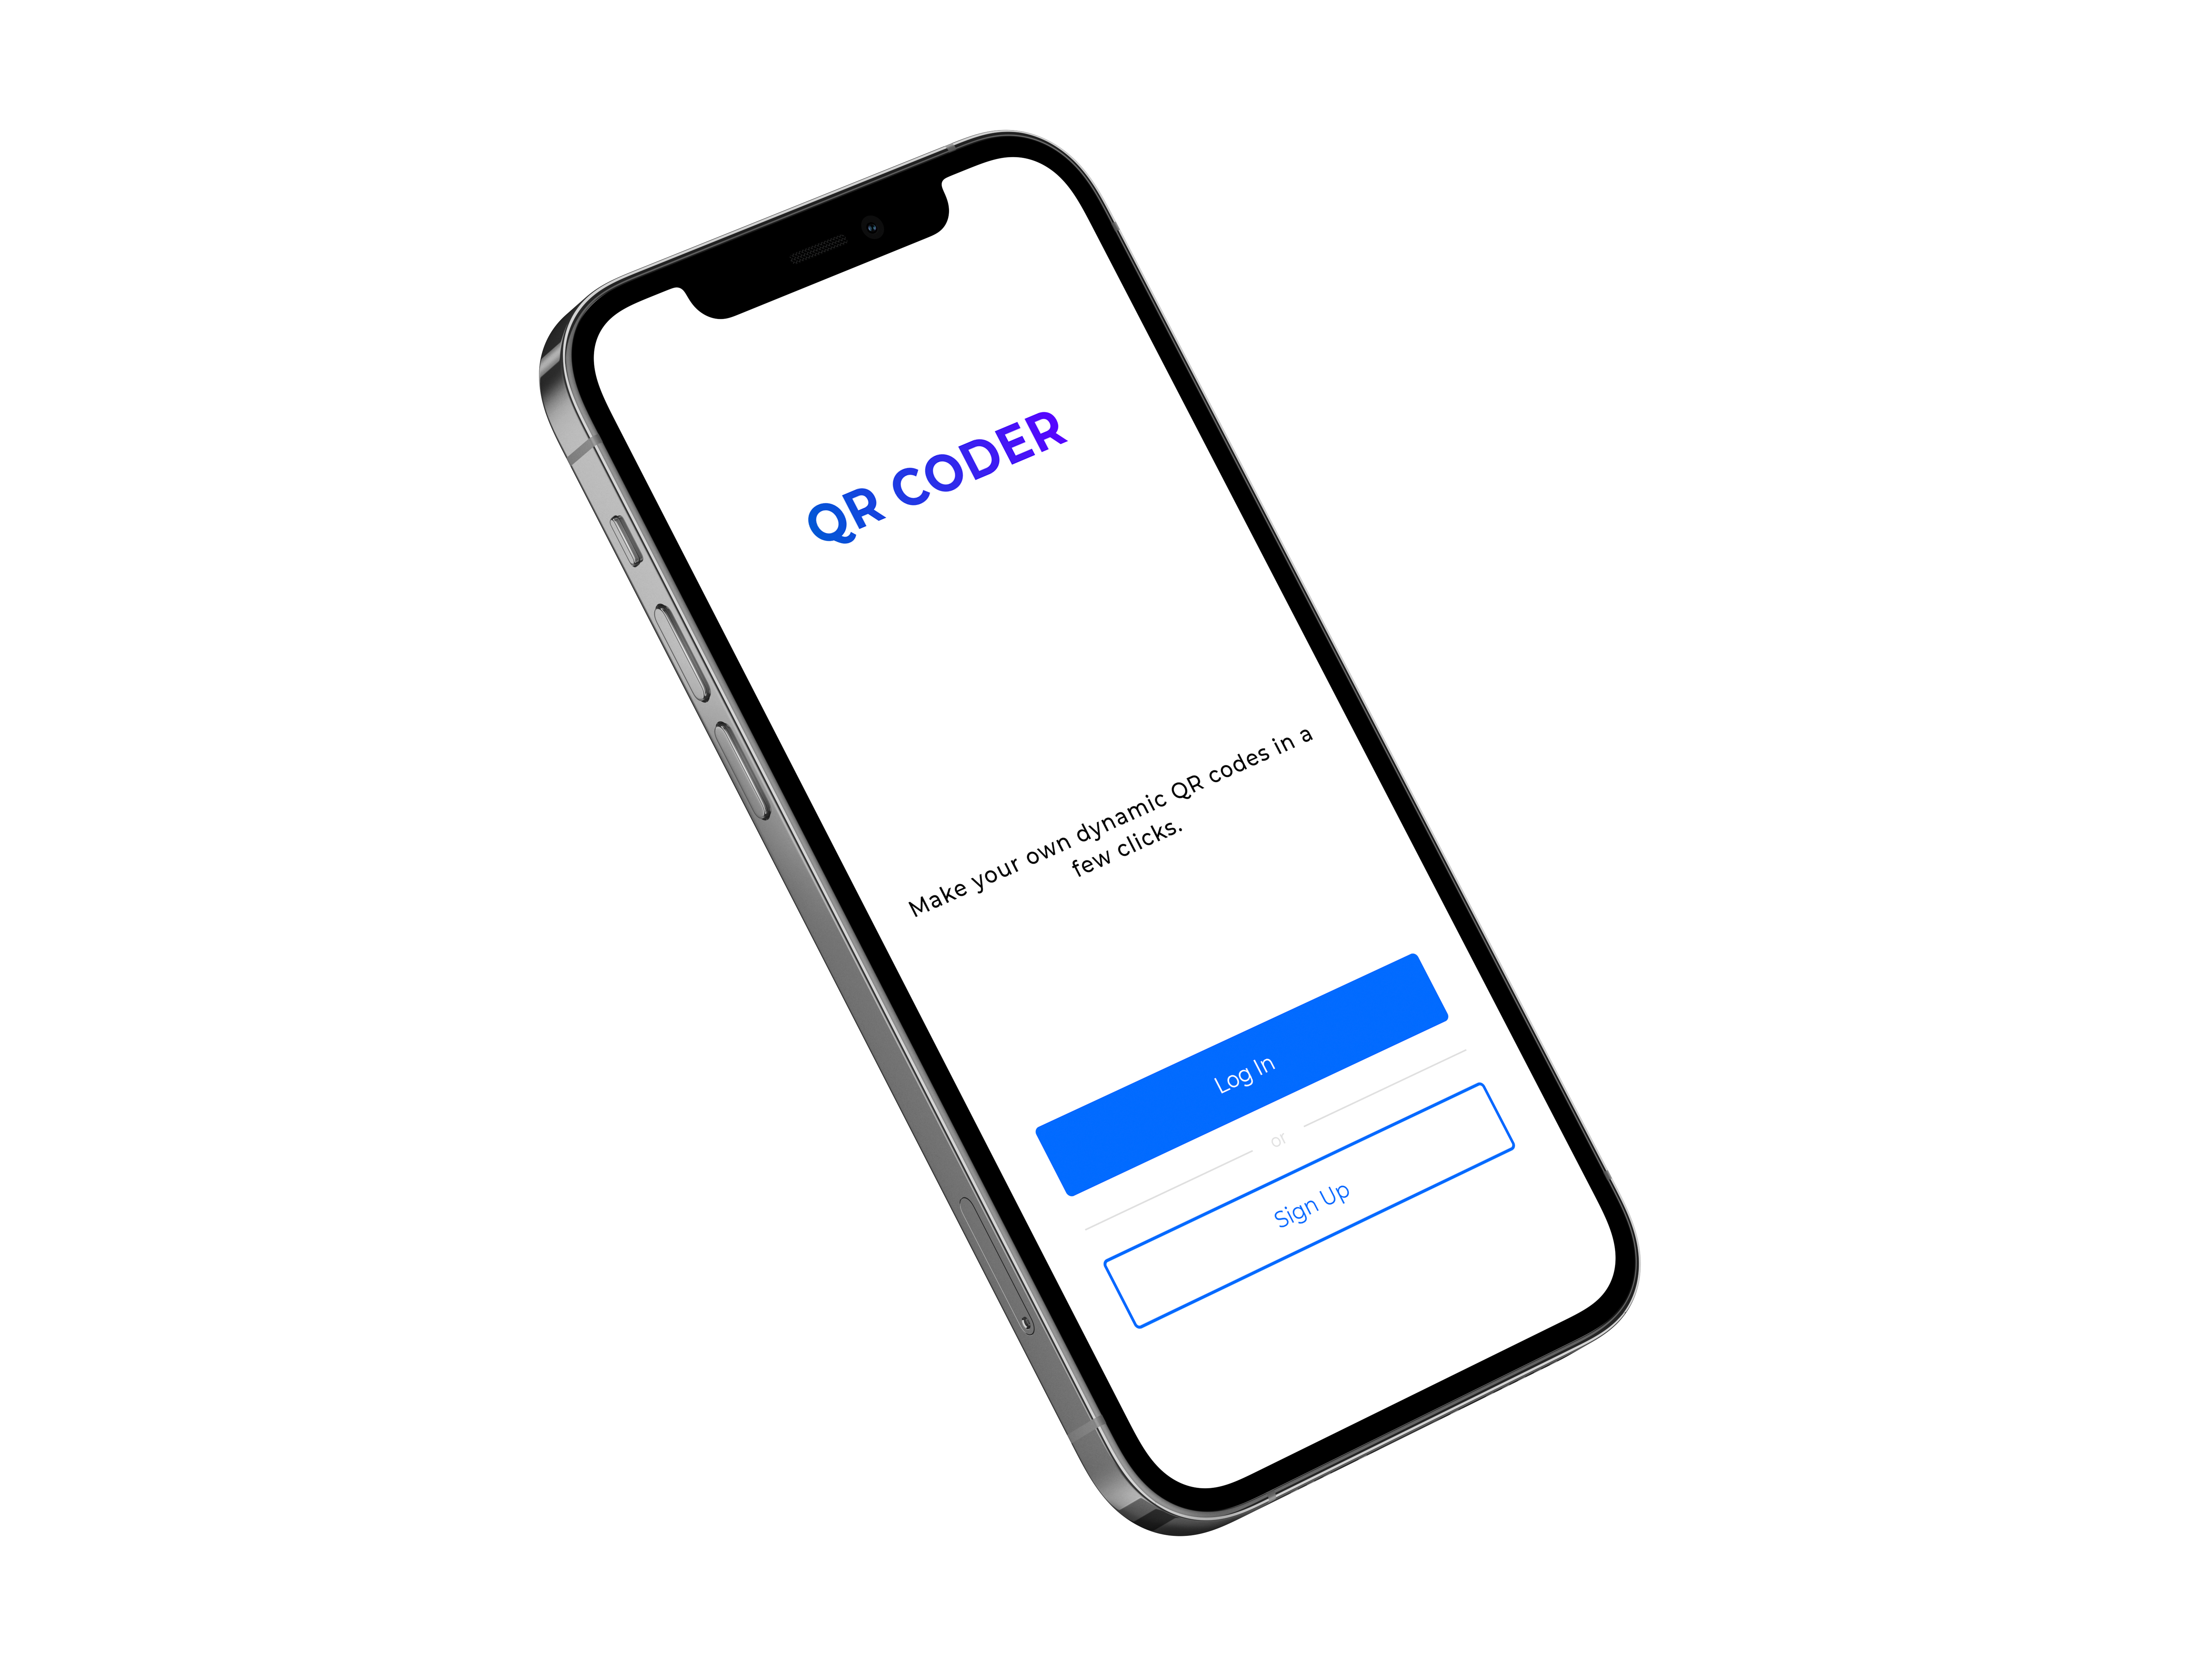 QR CODER
Make your own dynamic QR codes in a
few clicks.
Log In
or
Sign Up